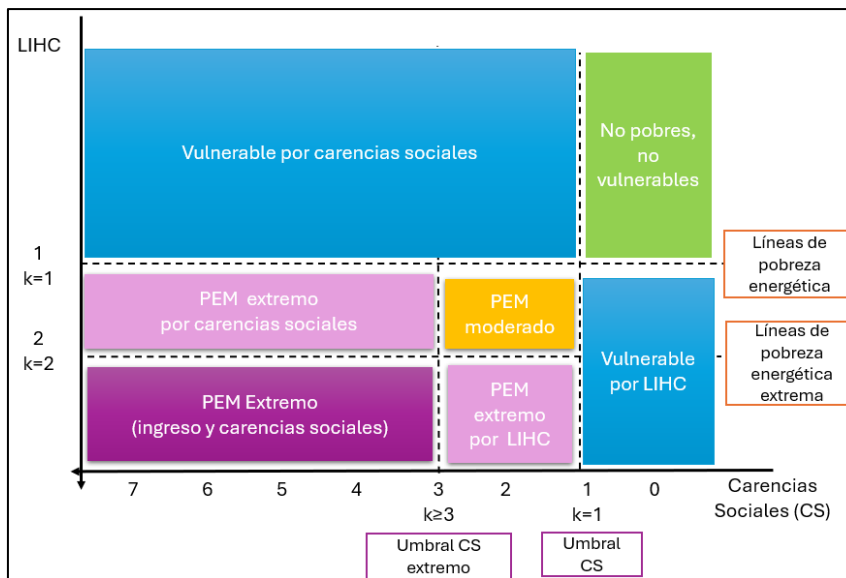 LIHC
Vulnerable por carencias sociales
No pobres,
no
vulnerables
1
k=1
Líneas de
pobreza
energética
PEM extremo
por carencias sociales
PEM
moderado
2
k=2
Vulnerable
por LIHC
Líneas de
pobreza
energética
extrema
PEM Extremo
(ingreso y carencias sociales)
PEM
extremo
por LIHC
7 6 5 4 3 2 1 0
k≥3 k=1
Carencias
Sociales (CS)
Umbral CS
extremo
Umbral
CS